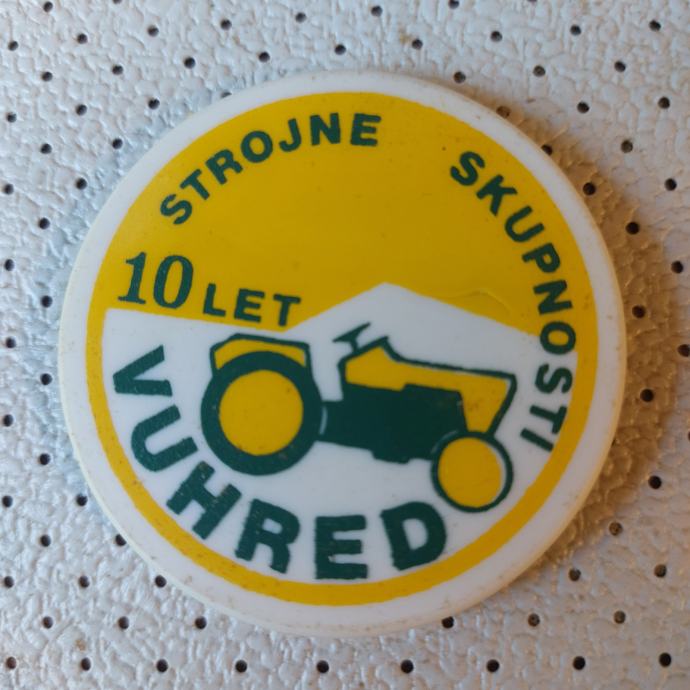 10 LET
STROJNE SKUPNOSTI
VUHRED